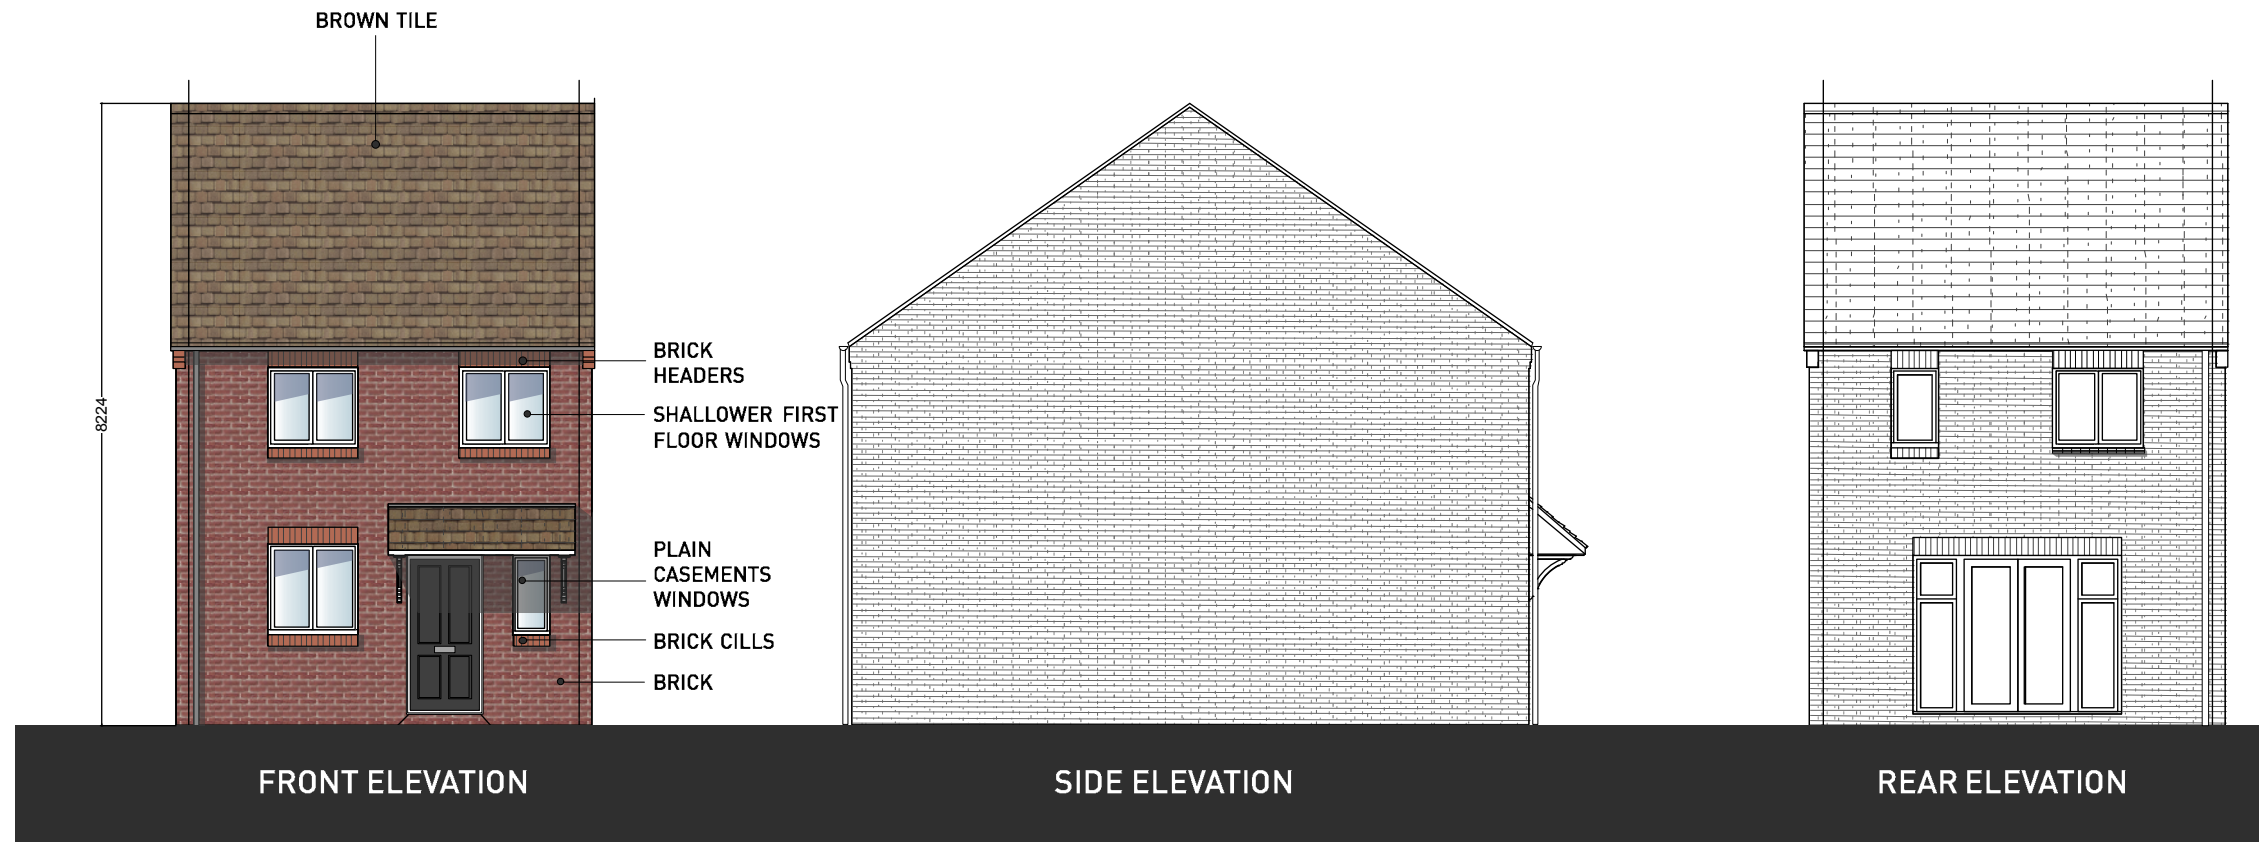 BROWN TILE
8224
BRICK
HEADERS
SHALLOWER FIRST
FLOOR WINDOWS
PLAIN
CASEMENTS
WINDOWS
BRICK CILLS
BRICK
FRONT ELEVATION
SIDE ELEVATION
REAR ELEVATION